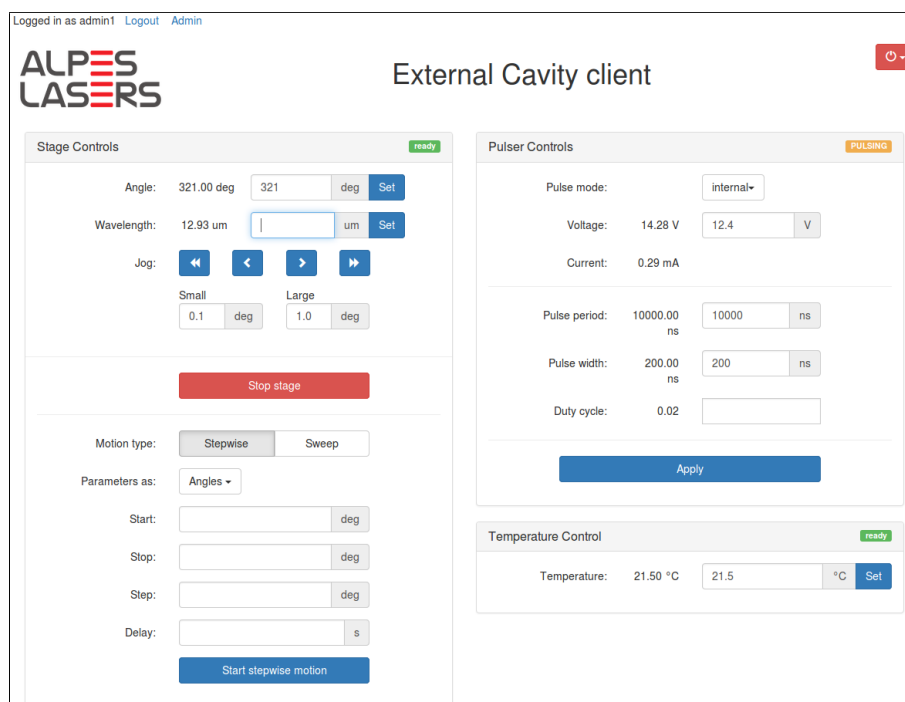 Logged in as admin1 Logout Admin
ALPES
LASERS
External Cavity client
Stage Controls ready
Angle: 321.00 deg 321 deg Set
Wavelength: 12.93 um um Set
Jog:
Small Large
0.1 deg 1.0 deg
Stop stage
Motion type: Stepwise Sweep
Parameters as: Angles
Start: deg
Stop: deg
Step: deg
Delay: s
Start stepwise motion
Pulser Controls PULSING
Pulse mode: internal
Voltage: 14.28 V 12.4 V
Current: 0.29 mA
Pulse period: 10000.00 10000 ns
ns
Pulse width: 200.00 200 ns
ns
Duty cycle: 0.02
Apply
Temperature Control ready
Temperature: 21.50 °C 21.5 °C Set